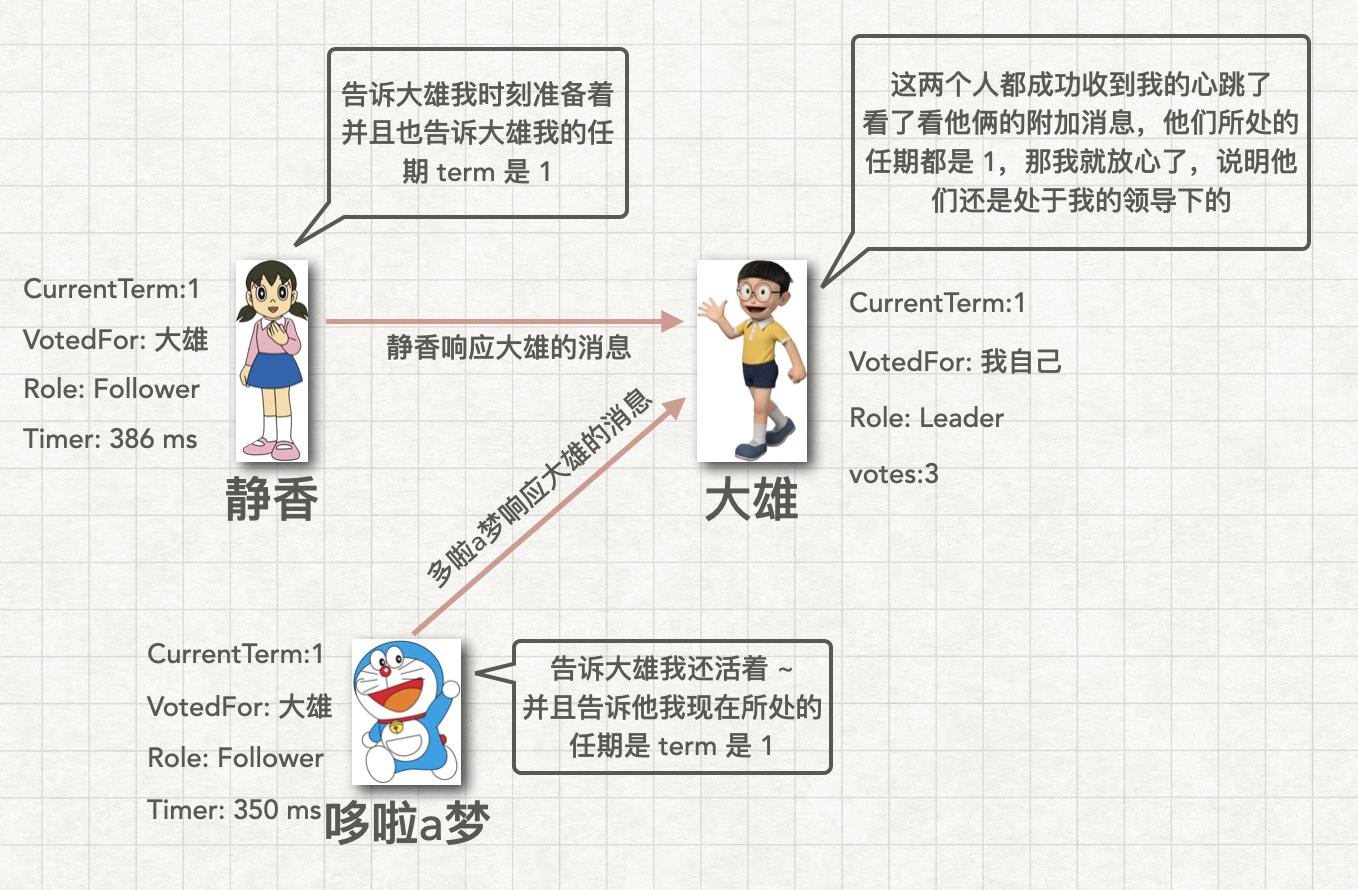 告诉大雄我时刻准备着
并且也告诉大雄我的任
期 term 是 1
这两个人都成功收到我的心跳了
看了看他俩的附加消息，他们所处的
任期都是 1，那我就放心了，说明他
们还是处于我的领导下的
CurrentTerm:1
VotedFor: 大雄
Role: Follower
Timer: 386 ms
静香
静香响应大雄的消息
CurrentTerm:1
VotedFor: 我自己
Role: Leader
votes:3
大雄
多啦a梦响应大雄的消息
CurrentTerm:1
VotedFor: 大雄
Role: Follower
Timer: 350 ms
哆啦a梦
告诉大雄我还活着 ~
并且告诉他我现在所处的
任期是 term 是 1